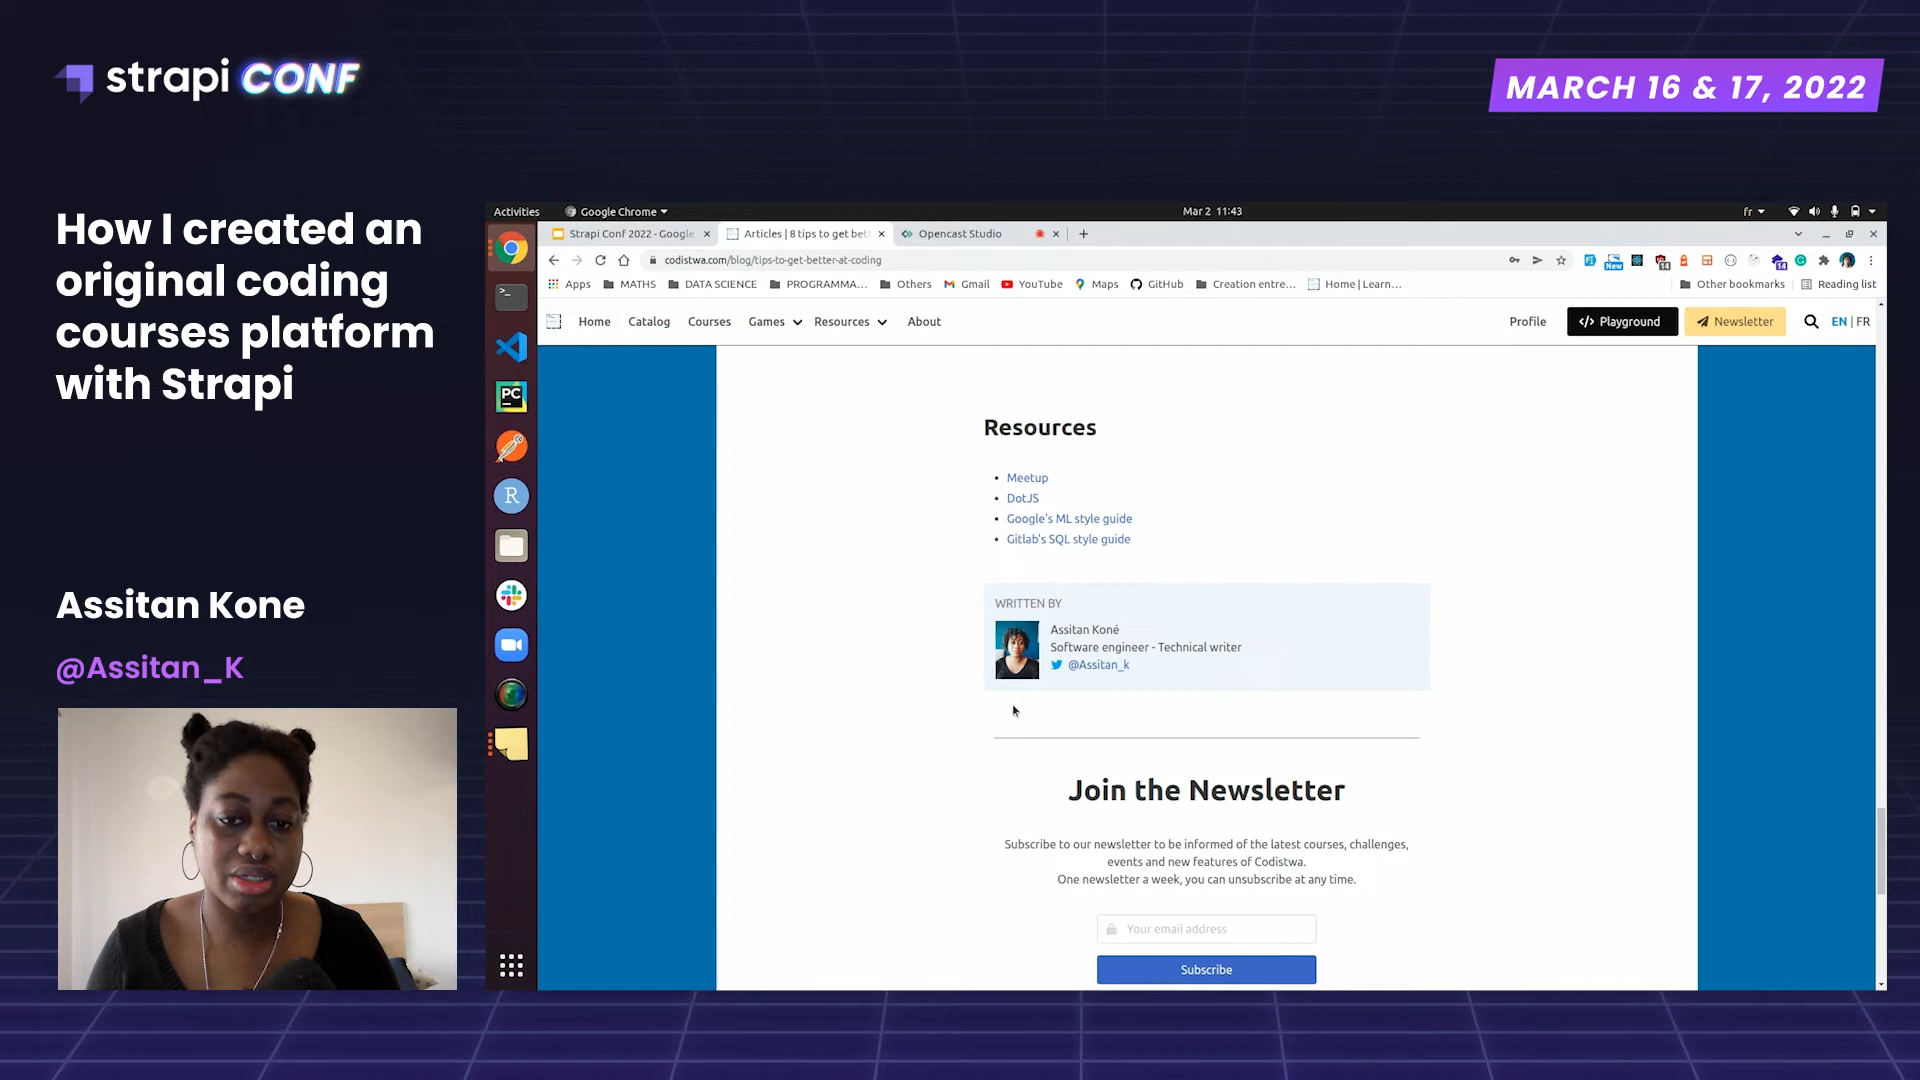 strapi CONF
MARCH 16 & 17, 2022
How I created an
original coding
courses platform
with Strapi
Assitan Kone
@Assitan_K
Activities
Google Chrome
Mar 2 11:43
fr
Strapi Conf 2022 - Google
Articles | 8 tips to get bet
Opencast Studio
codistwa.com/blog/tips-to-get-better-at-coding
New
14
14
Apps
MATHS
DATA SCIENCE
PROGRAMMA...
Others
Gmail
YouTube
Maps
GitHub
Creation entre...
Home | Learn...
Other bookmarks
Reading list
Home
Catalog
Courses
Games
Resources
About
Profile
</> Playground
Newsletter
EN | FR
PC
R
Resources
• Meetup
• DotJS
• Google's ML style guide
• Gitlab's SQL style guide
WRITTEN BY
Assitan Koné
Software engineer - Technical writer
@Assitan_k
Join the Newsletter
Subscribe to our newsletter to be informed of the latest courses, challenges,
events and new features of Codistwa.
One newsletter a week, you can unsubscribe at any time.
Your email address
Subscribe